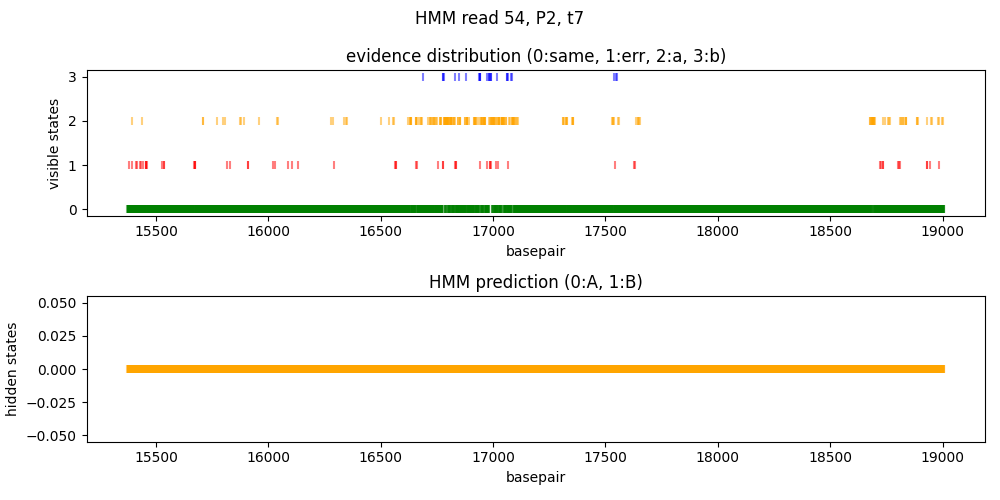 HMM read 54, P2, t7
evidence distribution (0:same, 1:err, 2:a, 3:b)
3
2
1
0
visible states
15500 16000 16500 17000 17500 18000 18500 19000
basepair
HMM prediction (0:A, 1:B)
0.050
0.025
0.000
−0.025
−0.050
hidden states
15500 16000 16500 17000 17500 18000 18500 19000
basepair